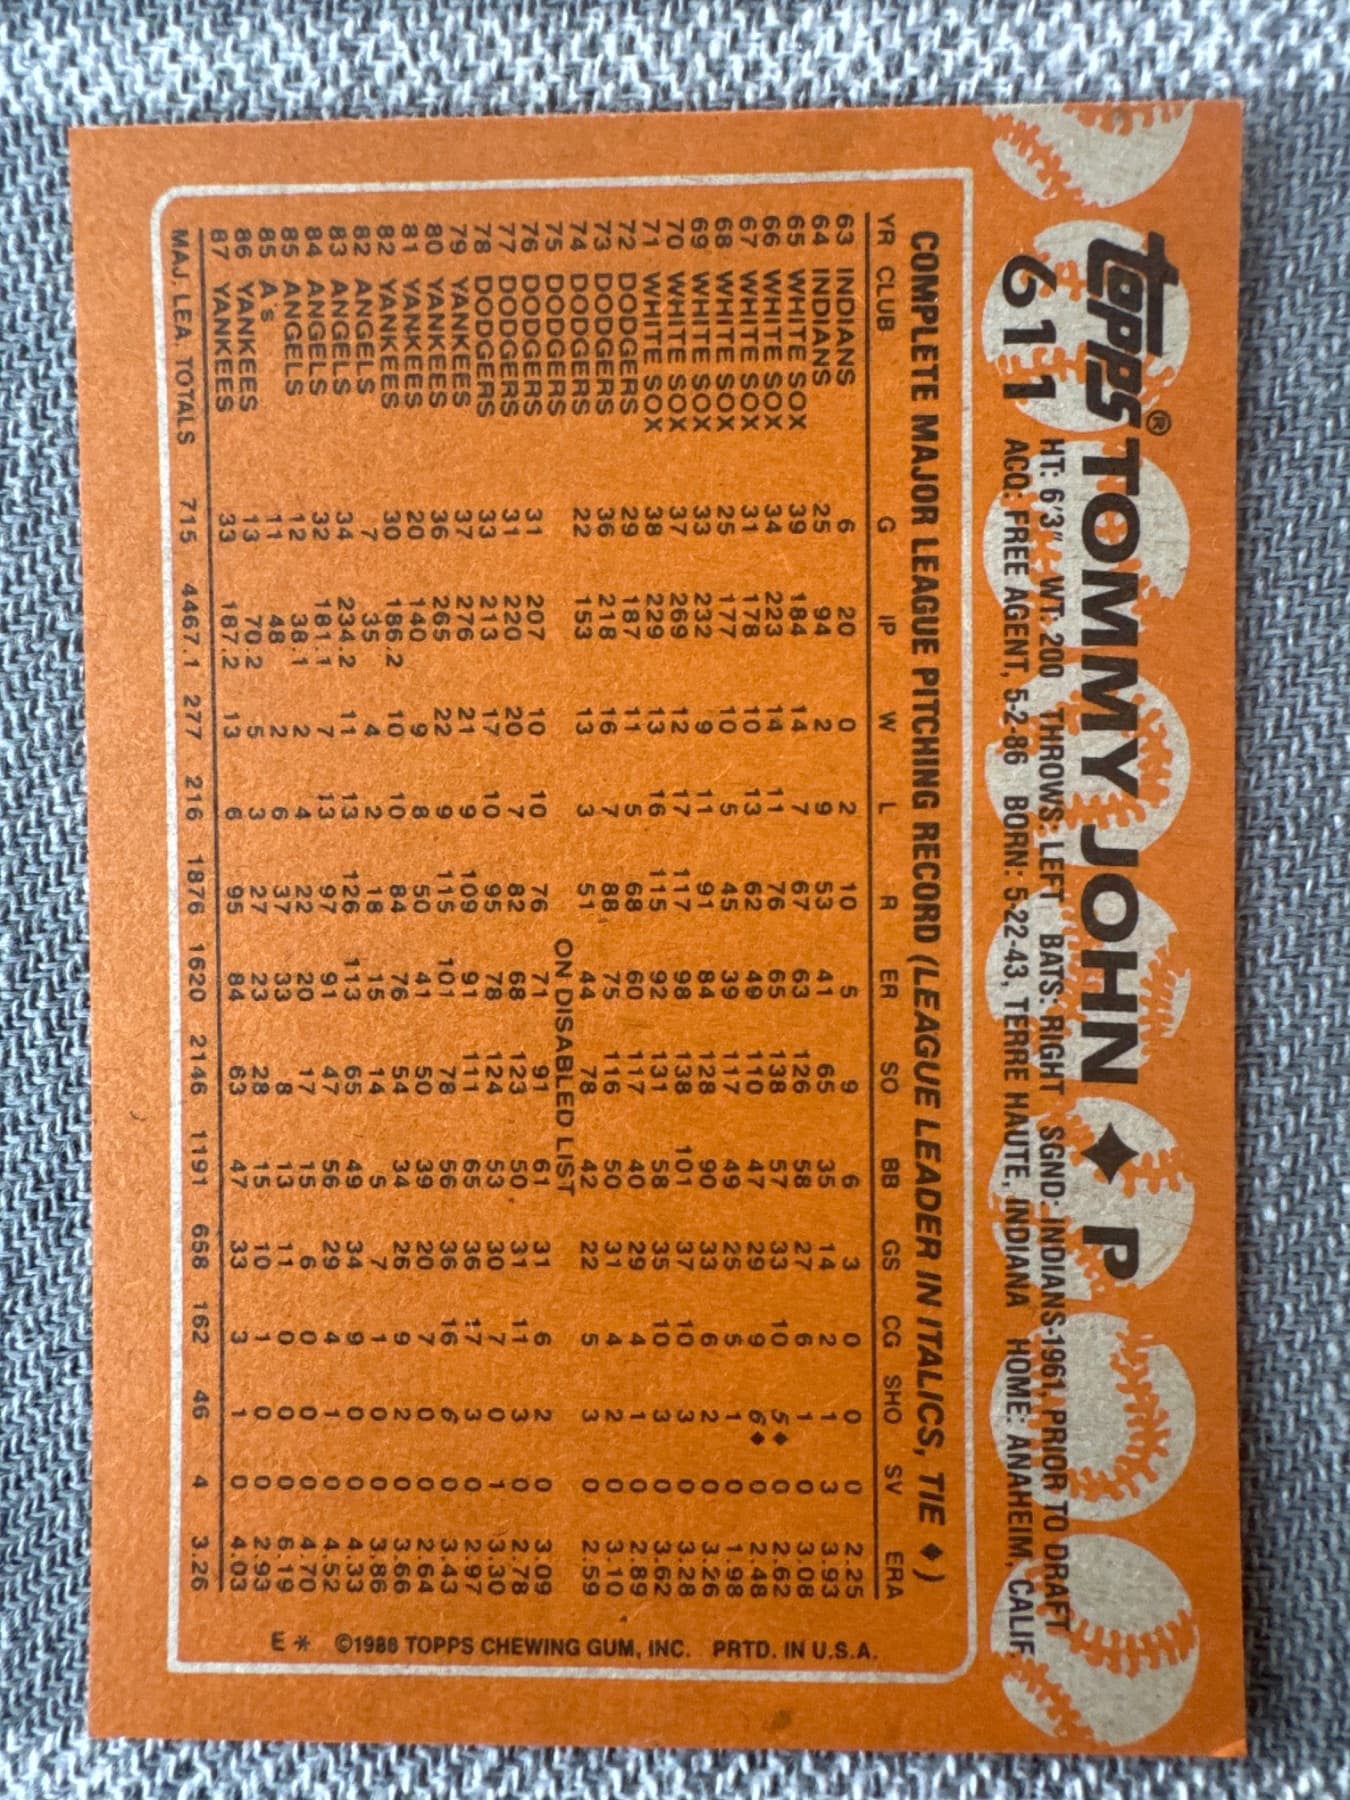 topps® TOMMY JOHN ♦ P
611 HT: 6'3" WT: 200 THROWS: LEFT BATS: RIGHT SGND: INDIANS-1961, PRIOR TO DRAFT
ACQ: FREE AGENT, 5-2-86 BORN: 5-22-43, TERRE HAUTE, INDIANA HOME: ANAHEIM, CALIF.
COMPLETE MAJOR LEAGUE PITCHING RECORD (LEAGUE LEADER IN ITALICS, TIE ♦)
YR CLUB G IP W L R ER SO BB GS CG SHO SV ERA
63 INDIANS 6 20 0 2 10 5 9 6 3 0 0 0 2.25
64 INDIANS 25 94 2 9 53 41 65 35 14 2 1 3 3.93
65 WHITE SOX 39 184 14 7 67 63 126 58 27 6 1 0 3.08
66 WHITE SOX 34 223 14 11 76 65 138 57 33 10 5♦ 0 2.62
67 WHITE SOX 31 178 10 13 62 49 110 47 29 9 6♦ 0 2.48
68 WHITE SOX 25 177 10 5 45 39 117 49 25 5 1 0 1.98
69 WHITE SOX 33 232 9 11 91 84 128 90 33 6 2 0 3.26
70 WHITE SOX 37 269 12 17 117 98 138 101 37 10 3 0 3.28
71 WHITE SOX 38 229 13 16 115 92 131 58 35 10 3 0 3.62
72 DODGERS 29 187 11 5 68 60 117 40 29 4 1 0 2.89
73 DODGERS 36 218 16 7 88 75 116 50 31 4 2 0 3.10
74 DODGERS 22 153 13 3 51 44 78 42 22 5 3 0 2.59
75 DODGERS ON DISABLED LIST
76 DODGERS 31 207 10 10 76 71 91 61 31 6 2 0 3.09
77 DODGERS 31 220 20 7 82 68 123 50 31 11 3 0 2.78
78 DODGERS 33 213 17 10 95 78 124 53 30 7 0 1 3.30
79 YANKEES 37 276 21 9 109 91 111 65 36 17 3 0 2.97
80 YANKEES 36 265 22 9 115 101 78 56 36 16 6 0 3.43
81 YANKEES 20 140 9 8 50 41 50 39 20 7 0 0 2.64
82 YANKEES 30 186.2 10 10 84 76 54 34 26 9 2 0 3.66
82 ANGELS 7 35 4 2 18 15 14 5 7 1 0 0 3.86
83 ANGELS 34 234.2 11 13 126 113 65 49 34 9 0 0 4.33
84 ANGELS 32 181.1 7 13 97 91 47 56 29 4 1 0 4.52
85 ANGELS 12 38.1 2 4 22 20 17 15 6 0 0 0 4.70
85 A's 11 48 2 6 37 33 8 13 11 0 0 0 6.19
86 YANKEES 13 70.2 5 3 27 23 28 15 10 1 0 0 2.93
87 YANKEES 33 187.2 13 6 95 84 63 47 33 3 1 0 4.03
MAJ. LEA. TOTALS 715 4467.1 277 216 1876 1620 2146 1191 658 162 46 4 3.26
E * ©1988 TOPPS CHEWING GUM, INC. PRTD. IN U.S.A.